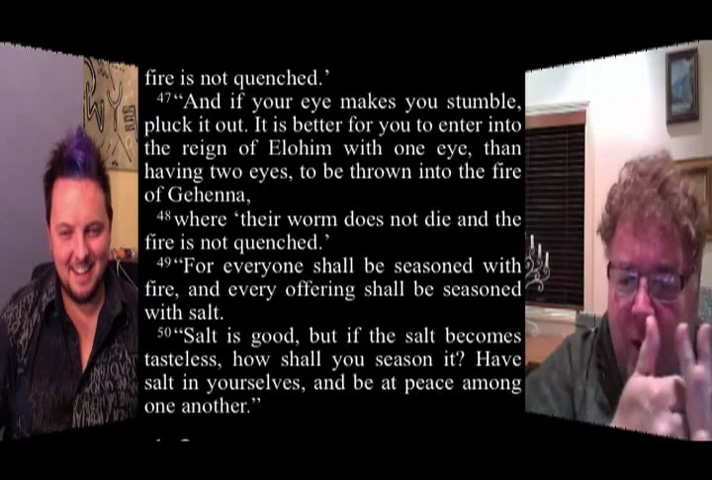 fire is not quenched.’
47“And if your eye makes you stumble,
pluck it out. It is better for you to enter into
the reign of Elohim with one eye, than
having two eyes, to be thrown into the fire
of Gehenna,
48where ‘their worm does not die and the
fire is not quenched.’
49“For everyone shall be seasoned with
fire, and every offering shall be seasoned
with salt.
50“Salt is good, but if the salt becomes
tasteless, how shall you season it? Have
salt in yourselves, and be at peace among
one another.”